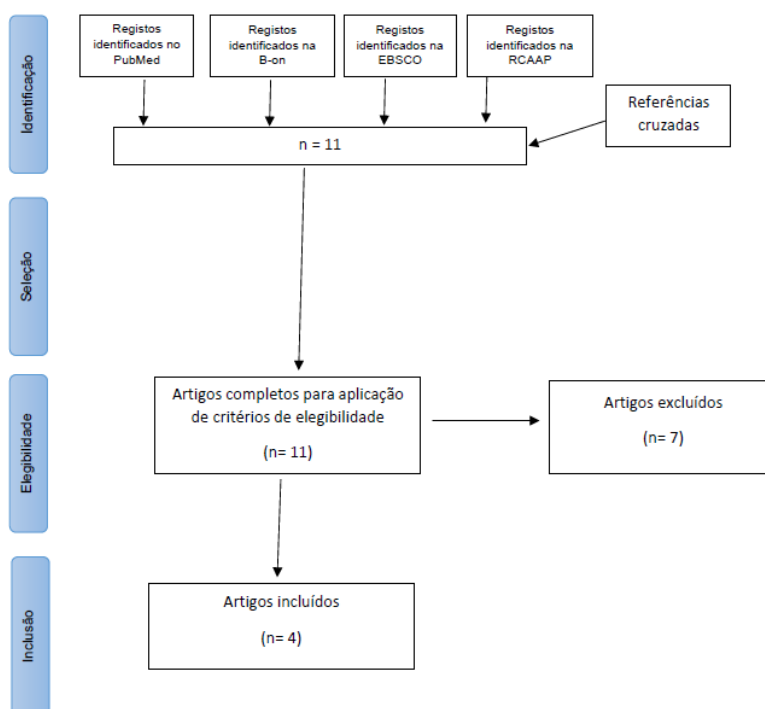 Identificação
Registos
identificados no
PubMed
Registos
identificados na
B-on
Registos
identificados na
EBSCO
Registos
identificados na
RCAAP
Referências
cruzadas
n = 11
Seleção
Elegibilidade
Artigos completos para aplicação
de critérios de elegibilidade
(n= 11)
Artigos excluídos
(n= 7)
Inclusão
Artigos incluídos
(n= 4)